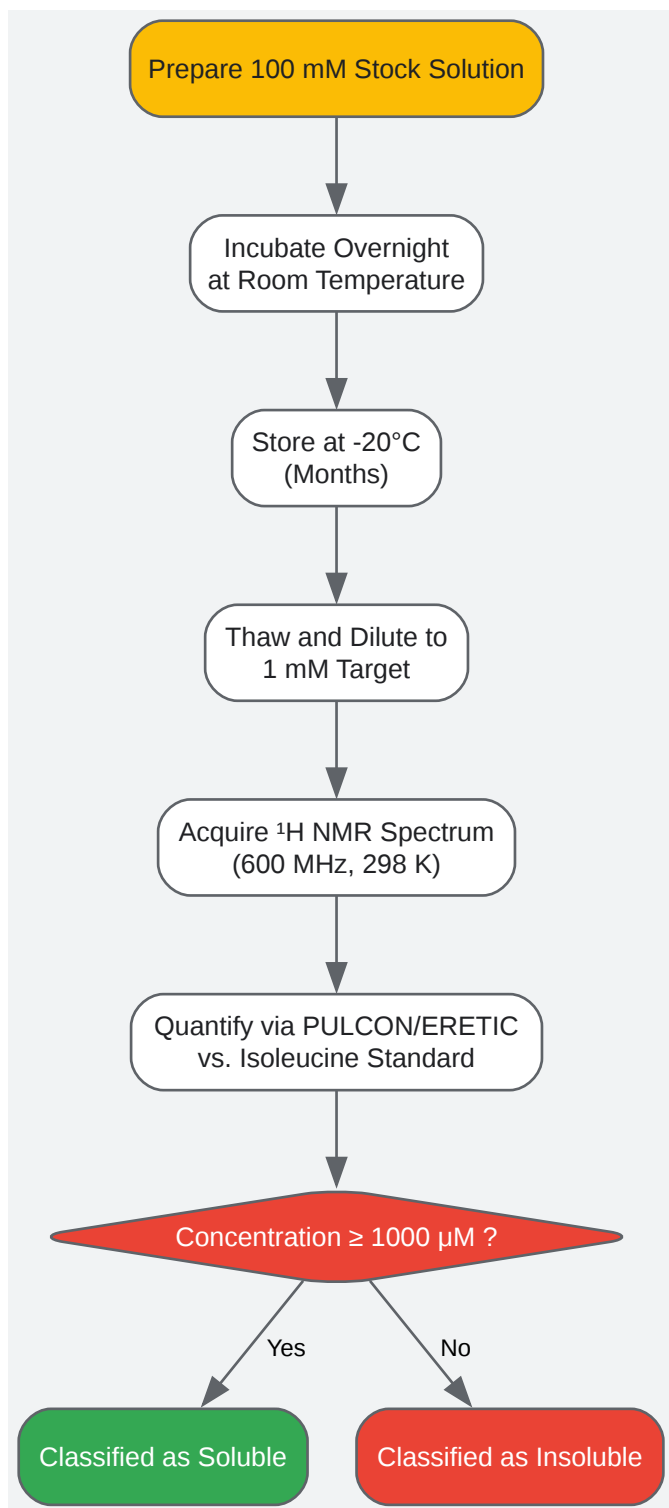 Prepare 100 mM Stock Solution
Incubate Overnight
at Room Temperature
Store at -20°C
(Months)
Thaw and Dilute to
1 mM Target
Acquire ¹H NMR Spectrum
(600 MHz, 298 K)
Quantify via PULCON/ERETIC
vs. Isoleucine Standard
Concentration ≥ 1000 μM ?
Yes
No
Classified as Soluble
Classified as Insoluble